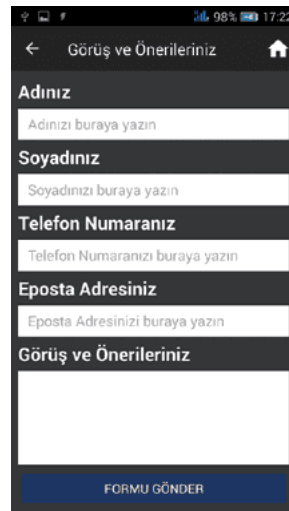 98% 17:22
Görüş ve Önerileriniz
Adınız
Adınızı buraya yazın
Soyadınız
Soyadınızı buraya yazın
Telefon Numaranız
Telefon Numaranızı buraya yazın
Eposta Adresiniz
Eposta Adresinizi buraya yazın
Görüş ve Önerileriniz
FORMU GÖNDER